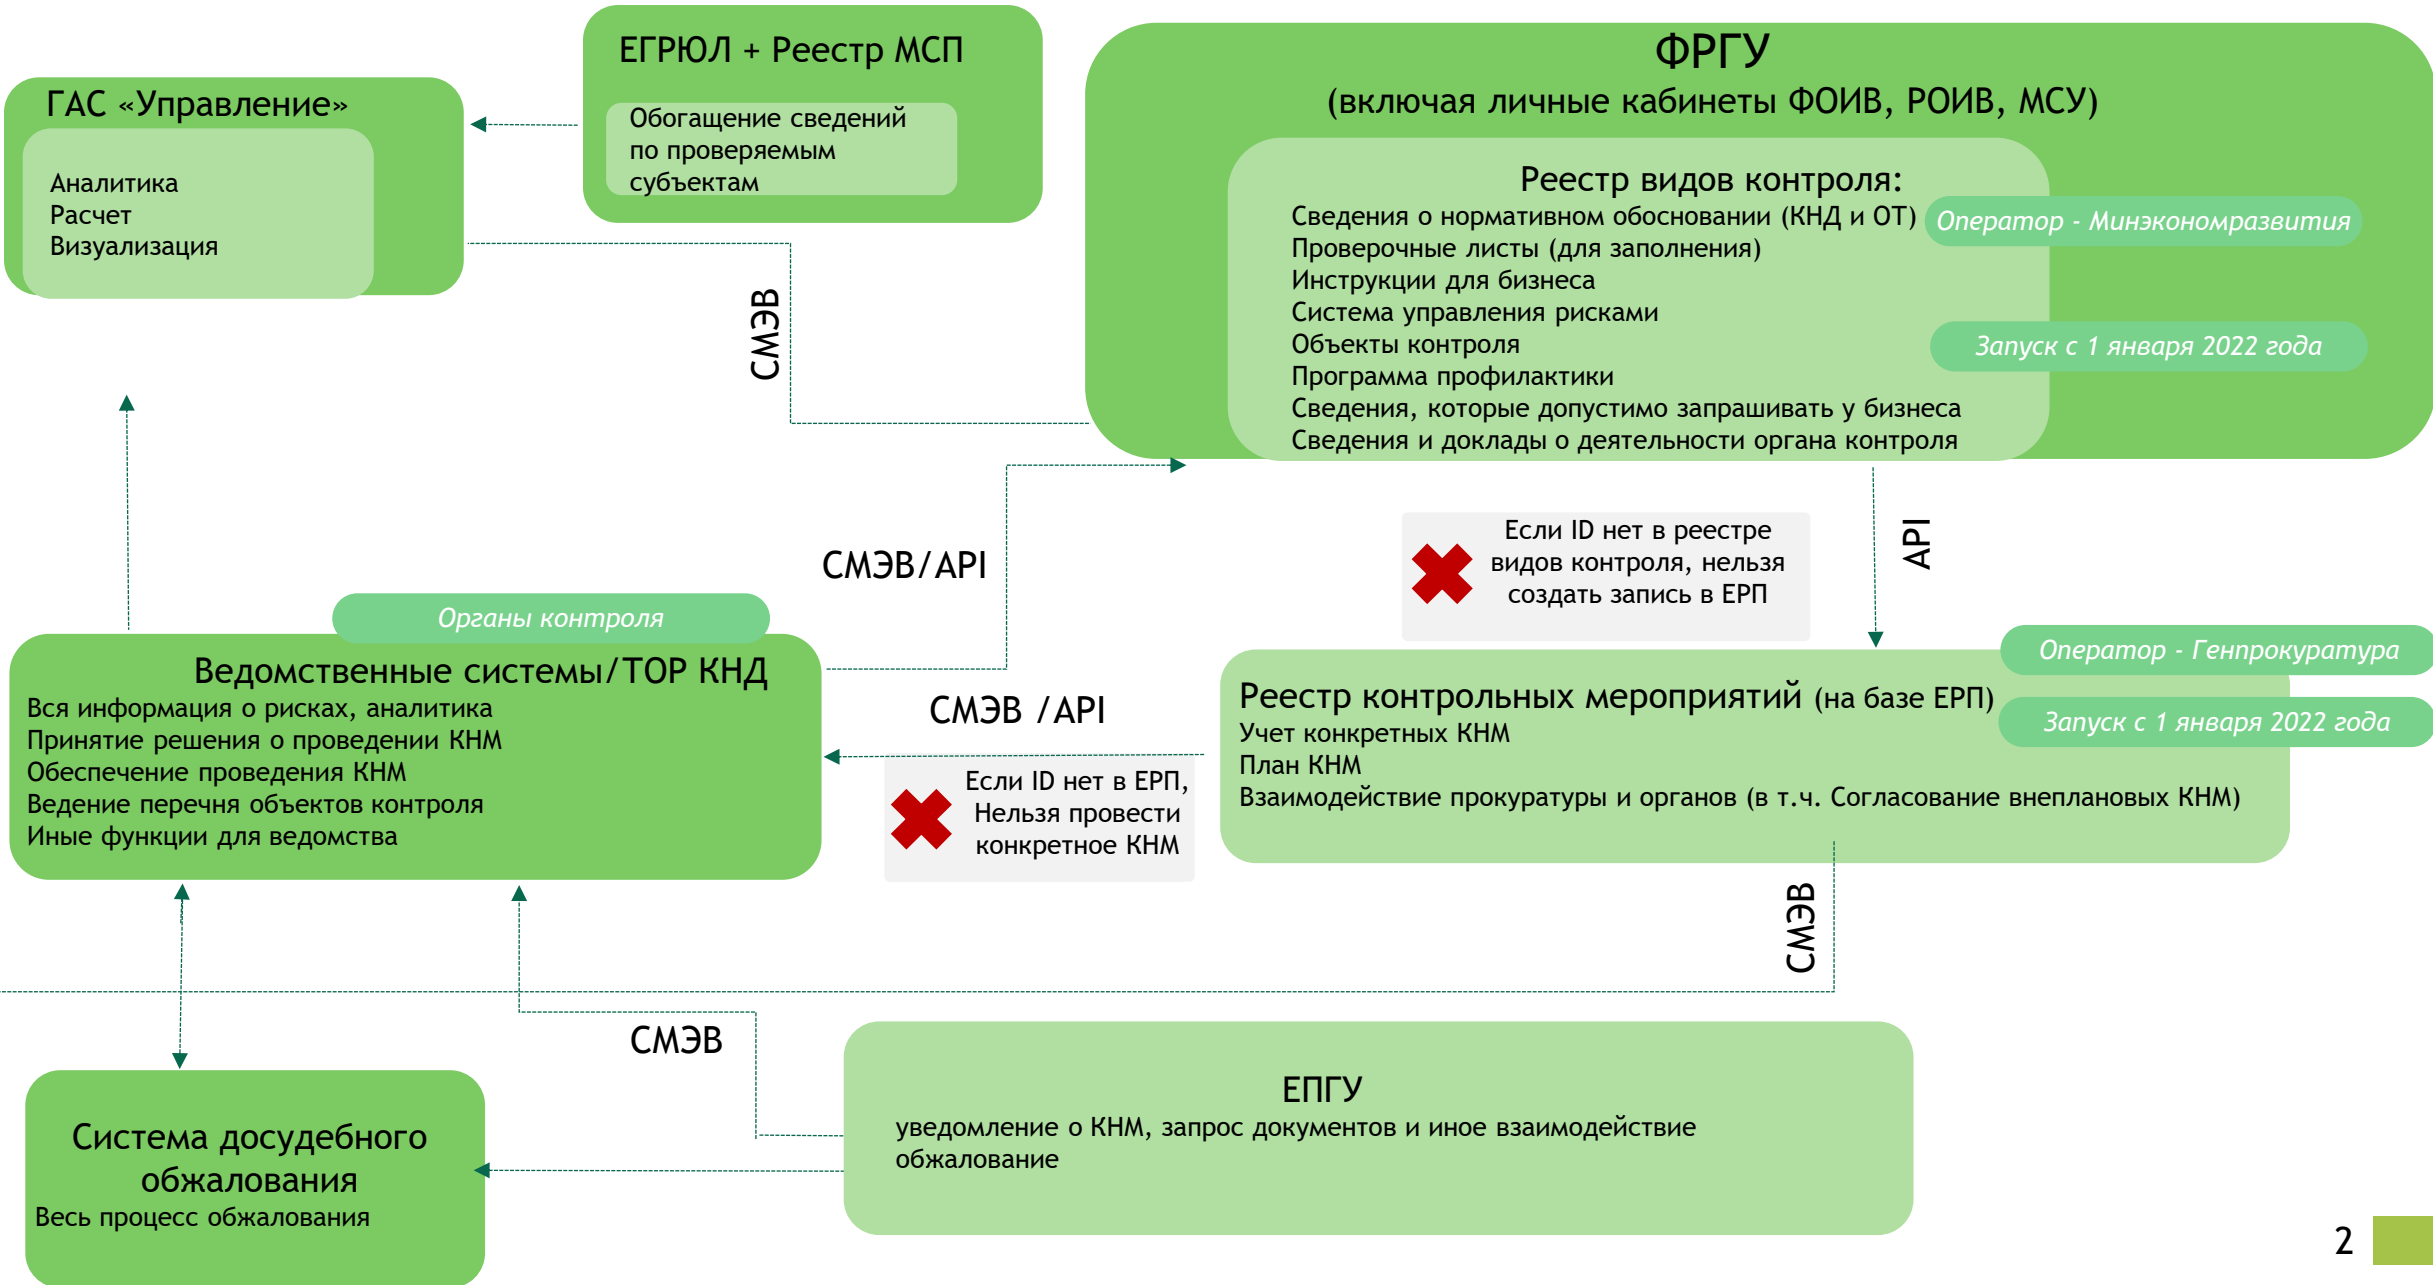 ЕГРЮЛ + Реестр МСП
Обогащение сведений
по проверяемым
субъектам
ГАС «Управление»
Аналитика
Расчет
Визуализация
ФРГУ
(включая личные кабинеты ФОИВ, РОИВ, МСУ)
Реестр видов контроля:
Сведения о нормативном обосновании (КНД и ОТ)
Проверочные листы (для заполнения)
Инструкции для бизнеса
Система управления рисками
Объекты контроля
Программа профилактики
Сведения, которые допустимо запрашивать у бизнеса
Сведения и доклады о деятельности органа контроля
Оператор - Минэкономразвития
Запуск с 1 января 2022 года
СМЭВ
СМЭВ/API
Если ID нет в реестре
видов контроля, нельзя
создать запись в ЕРП
API
Органы контроля
Ведомственные системы/ТОР КНД
Вся информация о рисках, аналитика
Принятие решения о проведении КНМ
Обеспечение проведения КНМ
Ведение перечня объектов контроля
Иные функции для ведомства
СМЭВ /API
Если ID нет в ЕРП,
Нельзя провести
конкретное КНМ
Оператор - Генпрокуратура
Запуск с 1 января 2022 года
Реестр контрольных мероприятий (на базе ЕРП)
Учет конкретных КНМ
План КНМ
Взаимодействие прокуратуры и органов (в т.ч. Согласование внеплановых КНМ)
СМЭВ
СМЭВ
Система досудебного
обжалования
Весь процесс обжалования
ЕПГУ
уведомление о КНМ, запрос документов и иное взаимодействие
обжалование
2